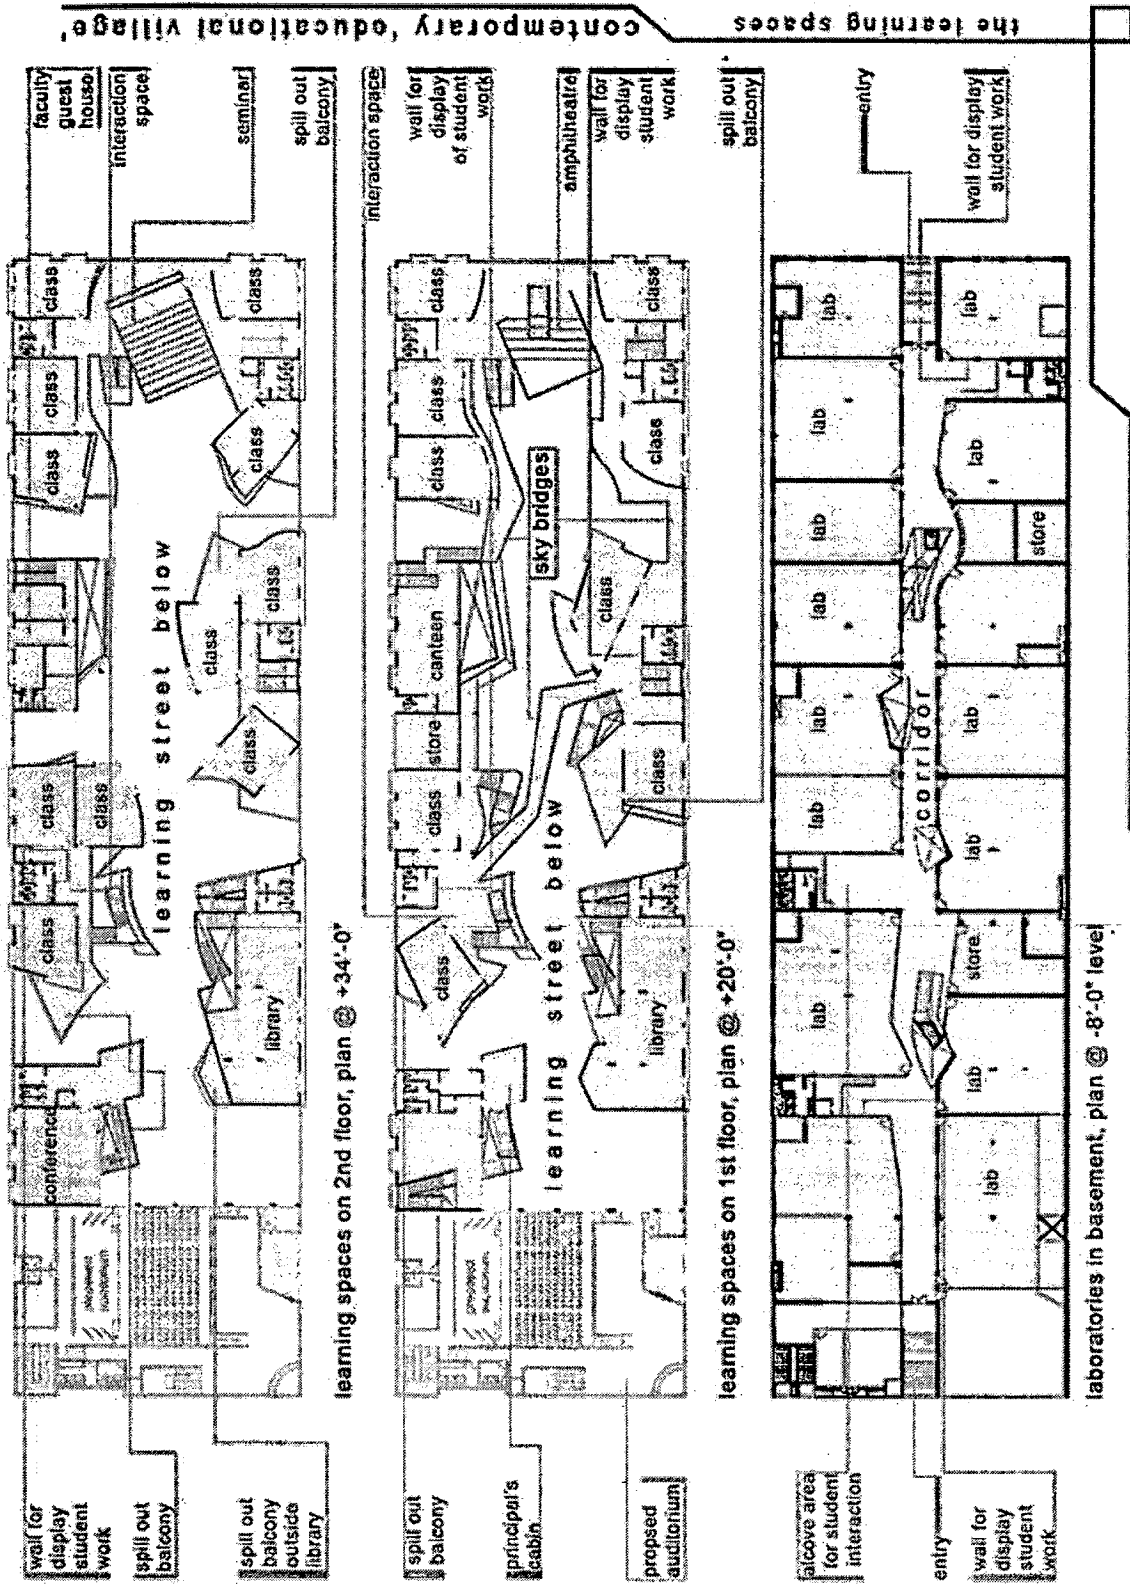 contemporary 'educational village'
the learning spaces
faculty
guest
house
interaction
space
seminar
spill out
balcony
class
class
class
class
class
class
class
class
class
class
class
conference
library
learning street below
wall for
display
student
work
spill out
balcony
spill out
balcony
outside
library
learning spaces on 2nd floor, plan @ +34'-0"
interaction space
wall for
display
of student
work
amphitheatre
wall for
display
student
work
spill out
balcony
class
class
class
canteen
store
class
class
class
class
class
class
sky bridges
library
learning street below
spill out
balcony
principal's
cabin
propsed
auditorium
learning spaces on 1st floor, plan @ +20'-0"
entry
wall for display
student work
lab
lab
lab
lab
lab
lab
lab
corridor
lab
lab
store
lab
lab
store
lab
lab
alcove area
for student
interaction
entry
wall for
display
student
work
laboratories in basement, plan @ -8'-0" level